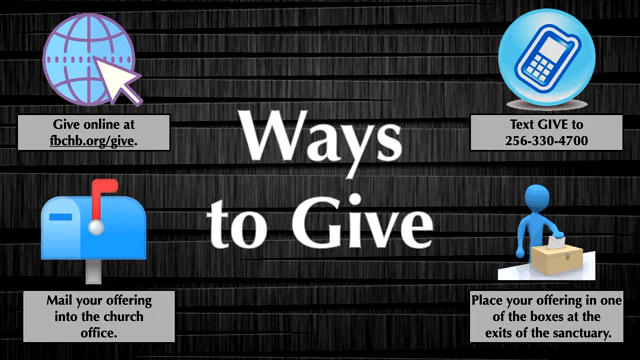 Give online at
fbchb.org/give.
Text GIVE to
256-330-4700
Ways
to Give
Mail your offering
into the church
office.
Place your offering in one
of the boxes at the
exits of the sanctuary.